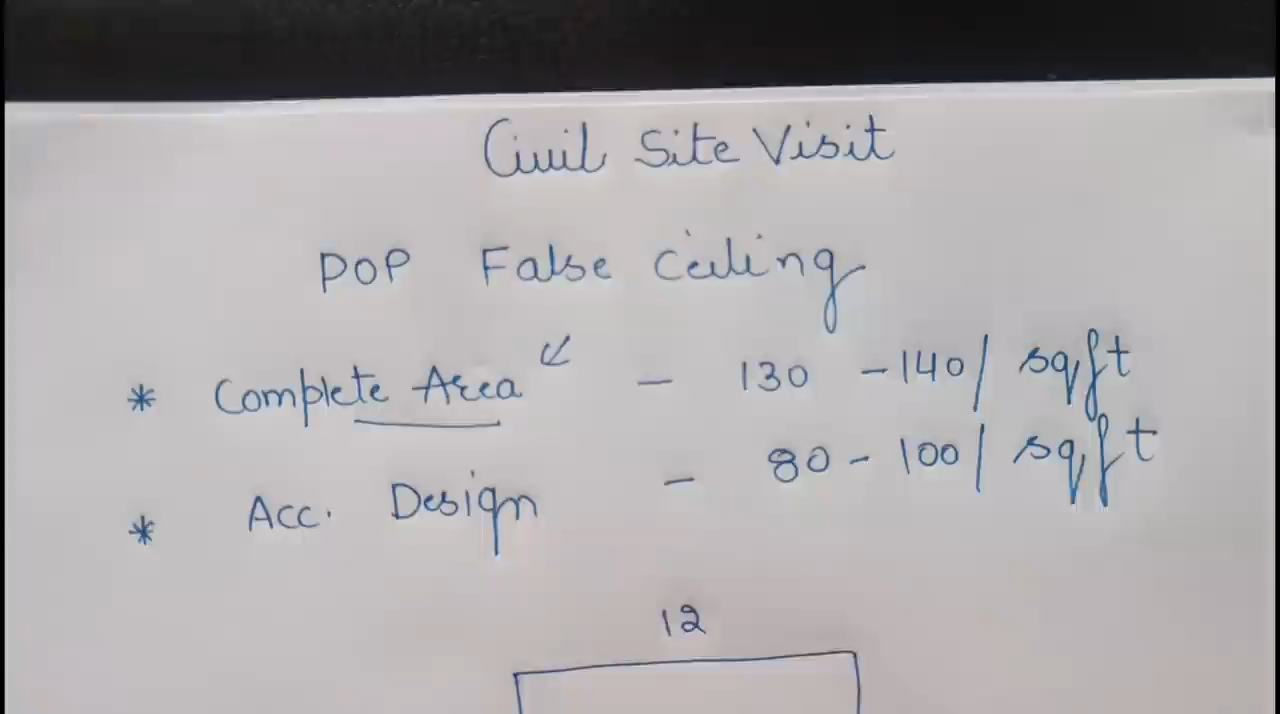 Civil Site Visit
POP False Ceiling
* Complete Area - 130 - 140/ sqft
* Acc. Design - 80 - 100/ sqft
12